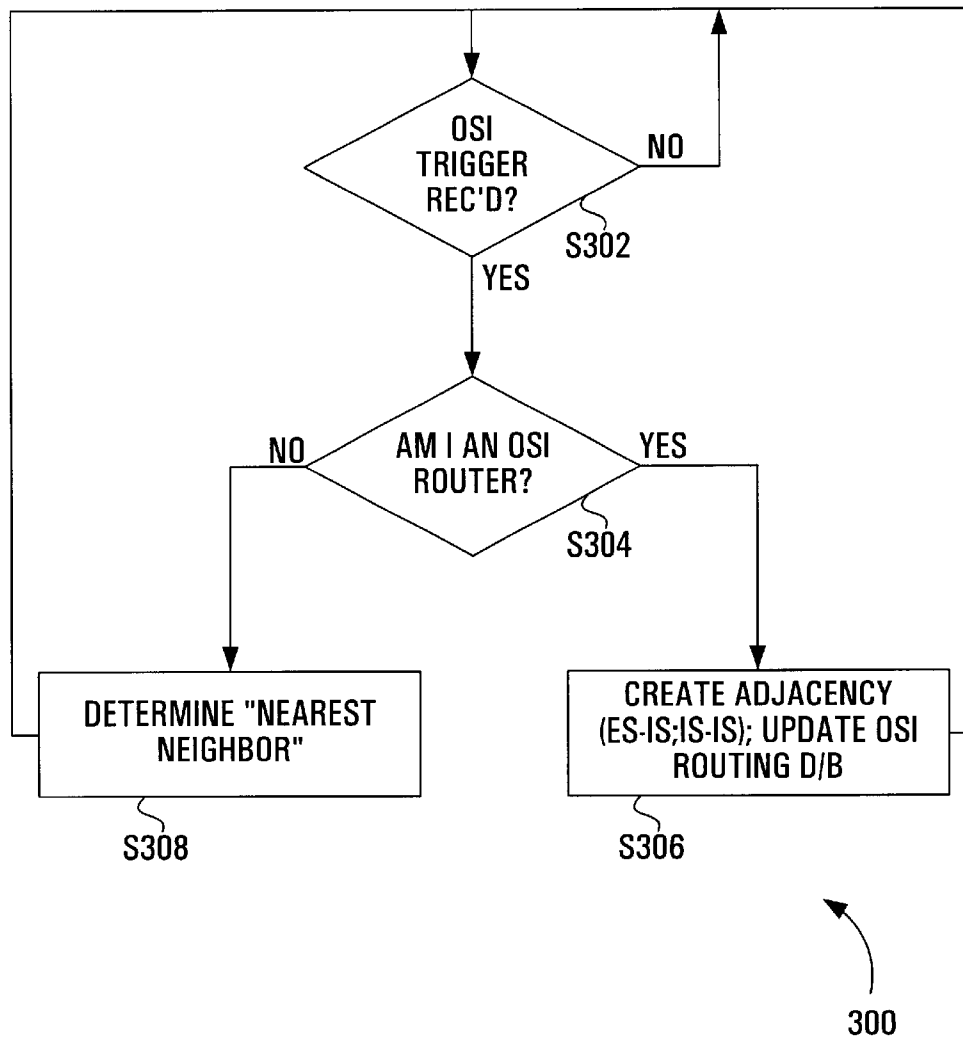 OSI
TRIGGER
REC'D?
NO
S302
YES
NO
AM I AN OSI
ROUTER?
YES
S304
DETERMINE "NEAREST
NEIGHBOR"
S308
CREATE ADJACENCY
(ES-IS;IS-IS); UPDATE OSI
ROUTING D/B
S306
300